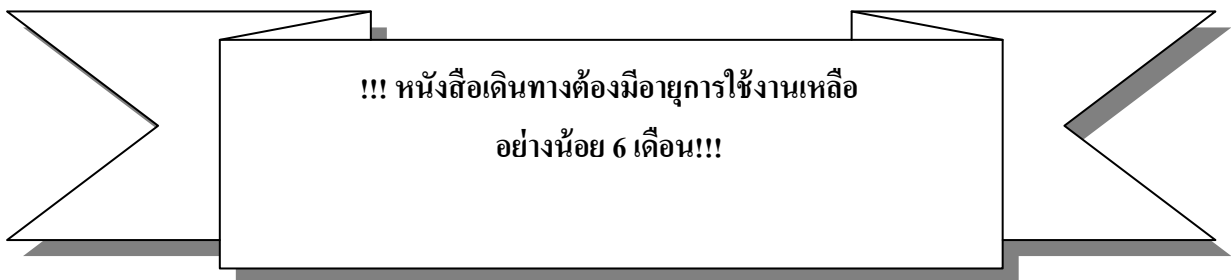 !!! หนังสือเดินทางต้องมีอายุการใช้งานเหลือ
อย่างน้อย 6 เดือน!!!